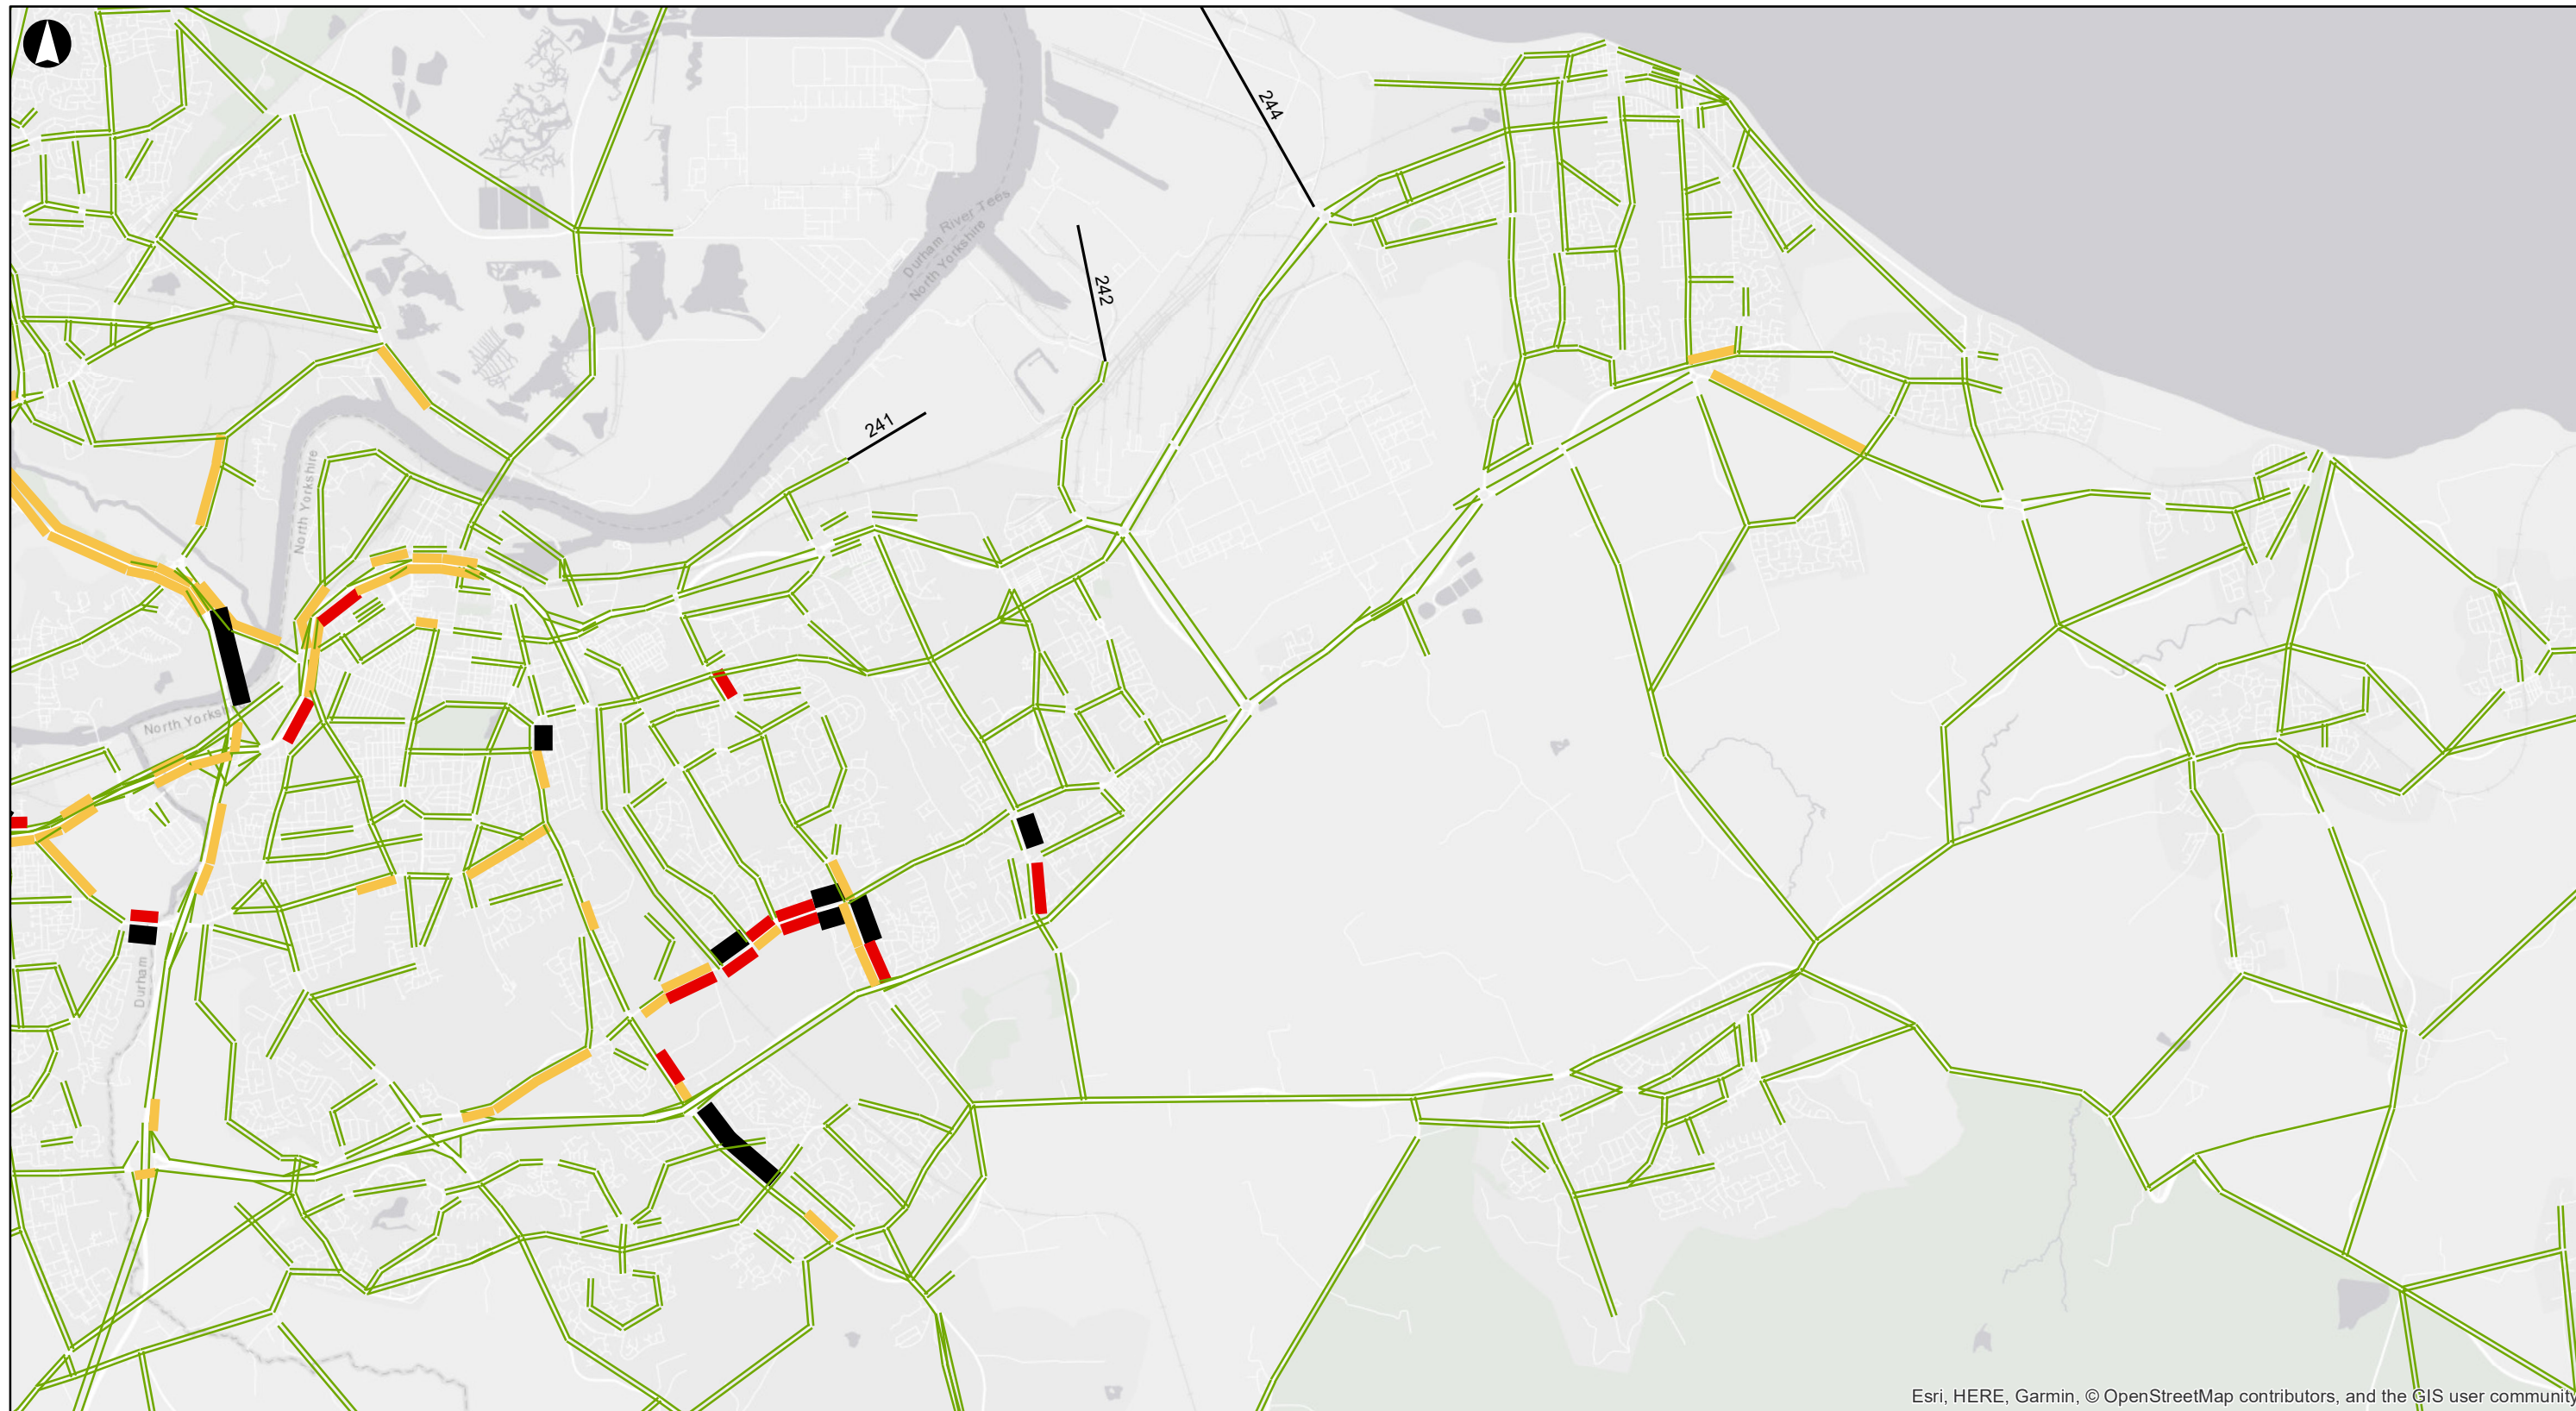 244
Durham River Tees
North Yorkshire
242
241
North Yorkshire
North Yorksh
Durham
Esri, HERE, Garmin, © OpenStreetMap contributors, and the GIS user community